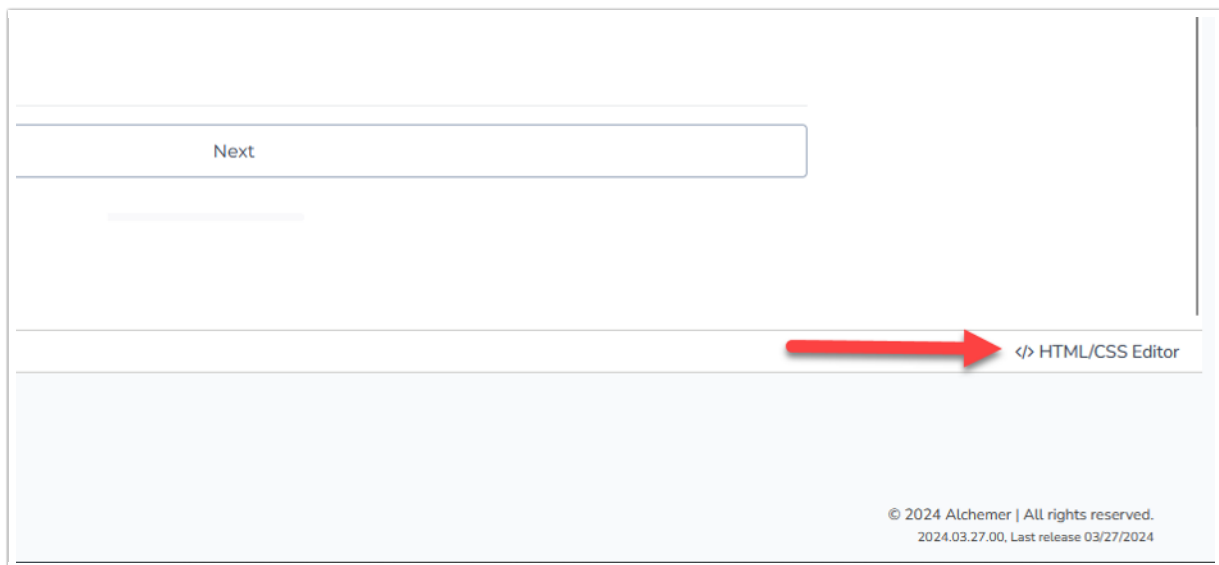 Next
</> HTML/CSS Editor
© 2024 Alchemer | All rights reserved.
2024.03.27.00, Last release 03/27/2024